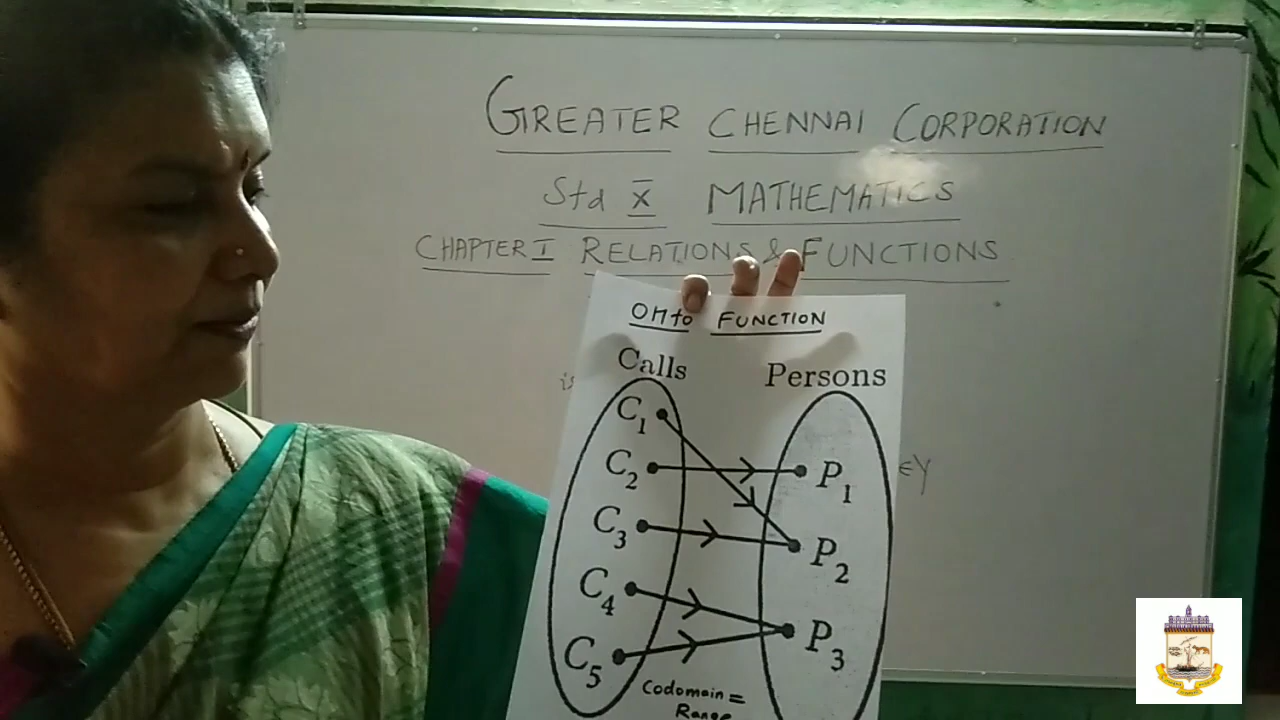 GREATER CHENNAI CORPORATION
Std X MATHEMATICS
CHAPTER I RELATIONS & FUNCTIONS
is
∈Y
Onto FUNCTION
Calls Persons
C1
C2 P1
C3 P2
C4
C5 P3
Codomain =
Range